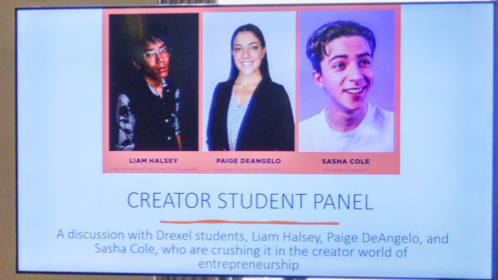 LIAM HALSEY
PAIGE DEANGELO
SASHA COLE
CREATOR STUDENT PANEL
A discussion with Drexel students, Liam Halsey, Paige DeAngelo, and
Sasha Cole, who are crushing it in the creator world of
entrepreneurship